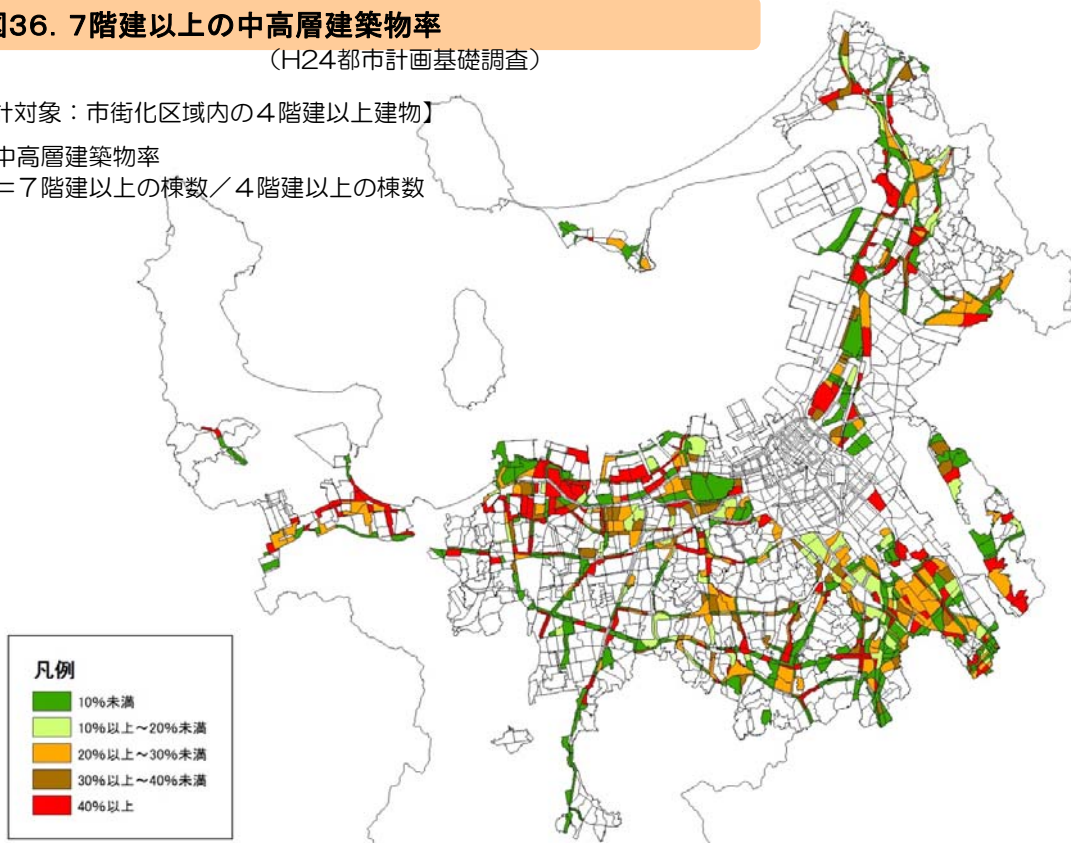 図36．7階建以上の中高層建築物率
（H24都市計画基礎調査）
計対象：市街化区域内の４階建以上建物】
中高層建築物率
＝７階建以上の棟数／４階建以上の棟数
凡例
10%未満
10%以上～20%未満
20%以上～30%未満
30%以上～40%未満
40%以上